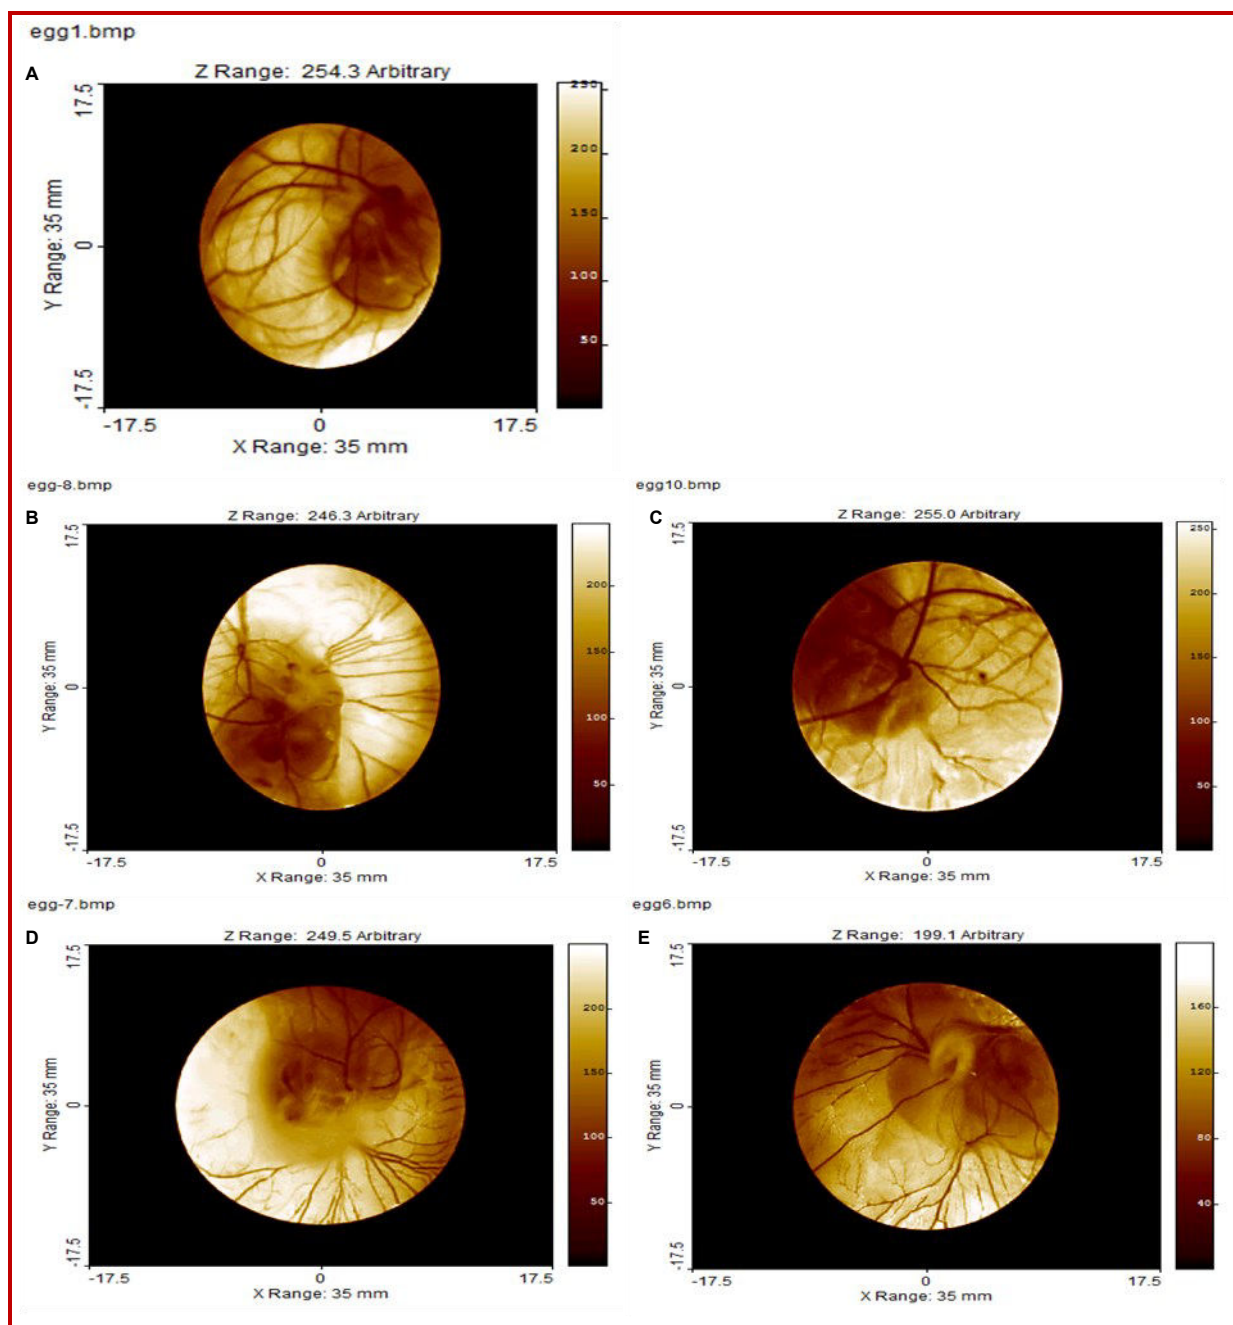 egg1.bmp
A
Z Range: 254.3 Arbitrary
17.5
0
-17.5
Y Range: 35 mm
250
200
150
100
50
-17.5 0 17.5
X Range: 35 mm
egg-8.bmp
B
Z Range: 246.3 Arbitrary
17.5
0
-17.5
Y Range: 35 mm
200
150
100
50
-17.5 0 17.5
X Range: 35 mm
egg10.bmp
C
Z Range: 255.0 Arbitrary
17.5
0
-17.5
Y Range: 35 mm
250
200
150
100
50
-17.5 0 17.5
X Range: 35 mm
egg-7.bmp
D
Z Range: 249.5 Arbitrary
17.5
0
-17.5
Y Range: 35 mm
200
150
100
50
-17.5 0 17.5
X Range: 35 mm
egg6.bmp
E
Z Range: 199.1 Arbitrary
17.5
0
-17.5
Y Range: 35 mm
160
120
80
40
-17.5 0 17.5
X Range: 35 mm